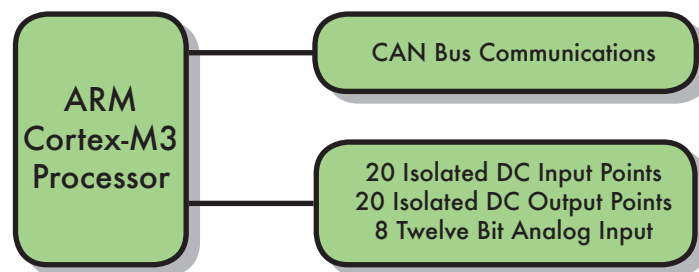 ARM
Cortex-M3
Processor
CAN Bus Communications
20 Isolated DC Input Points
20 Isolated DC Output Points
8 Twelve Bit Analog Input